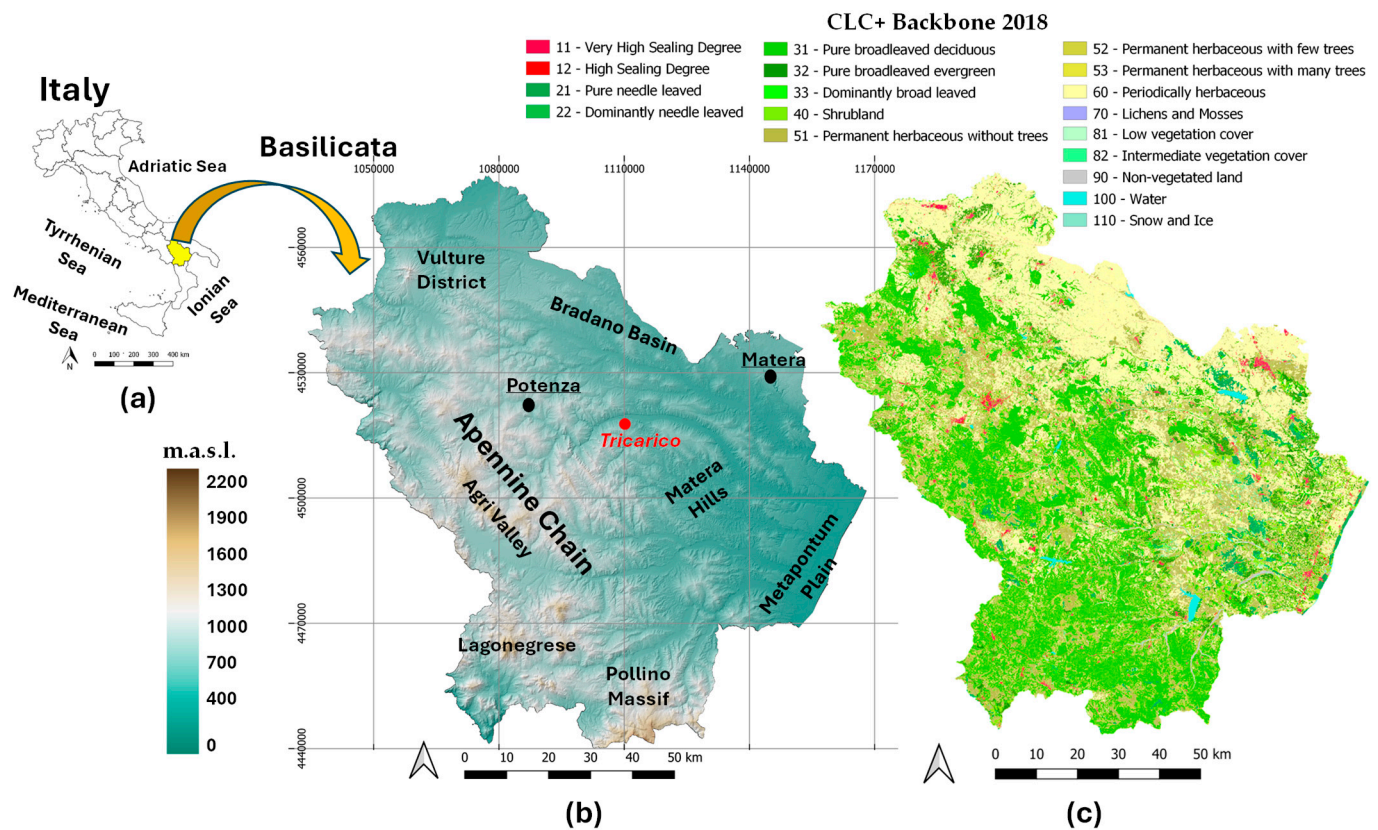 CLC+ Backbone 2018
11 - Very High Sealing Degree
12 - High Sealing Degree
21 - Pure needle leaved
22 - Dominantly needle leaved
31 - Pure broadleaved deciduous
32 - Pure broadleaved evergreen
33 - Dominantly broad leaved
40 - Shrubland
51 - Permanent herbaceous without trees
52 - Permanent herbaceous with few trees
53 - Permanent herbaceous with many trees
60 - Periodically herbaceous
70 - Lichens and Mosses
81 - Low vegetation cover
82 - Intermediate vegetation cover
90 - Non-vegetated land
100 - Water
110 - Snow and Ice
Italy
Adriatic Sea
Tyrrhenian
Sea
Mediterranean
Sea
Ionian
Sea
N
0 100 200 300 400 km
(a)
m.a.s.l.
2200
1900
1600
1300
1000
700
400
0
Basilicata
1050000
1080000
1110000
1140000
1170000
4560000
4530000
4500000
4470000
4440000
Vulture
District
Bradano Basin
Matera
Potenza
Tricarico
Apennine Chain
Agri Valley
Matera
Hills
Metapontum
Plain
Lagonegrese
Pollino
Massif
0 10 20 30 40 50 km
(b)
0 10 20 30 40 50 km
(c)